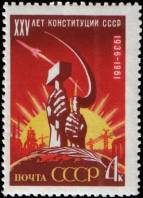 XXV ЛЕТ КОНСТИТУЦИИ СССР
1936-1961
ПОЧТА СССР 4к